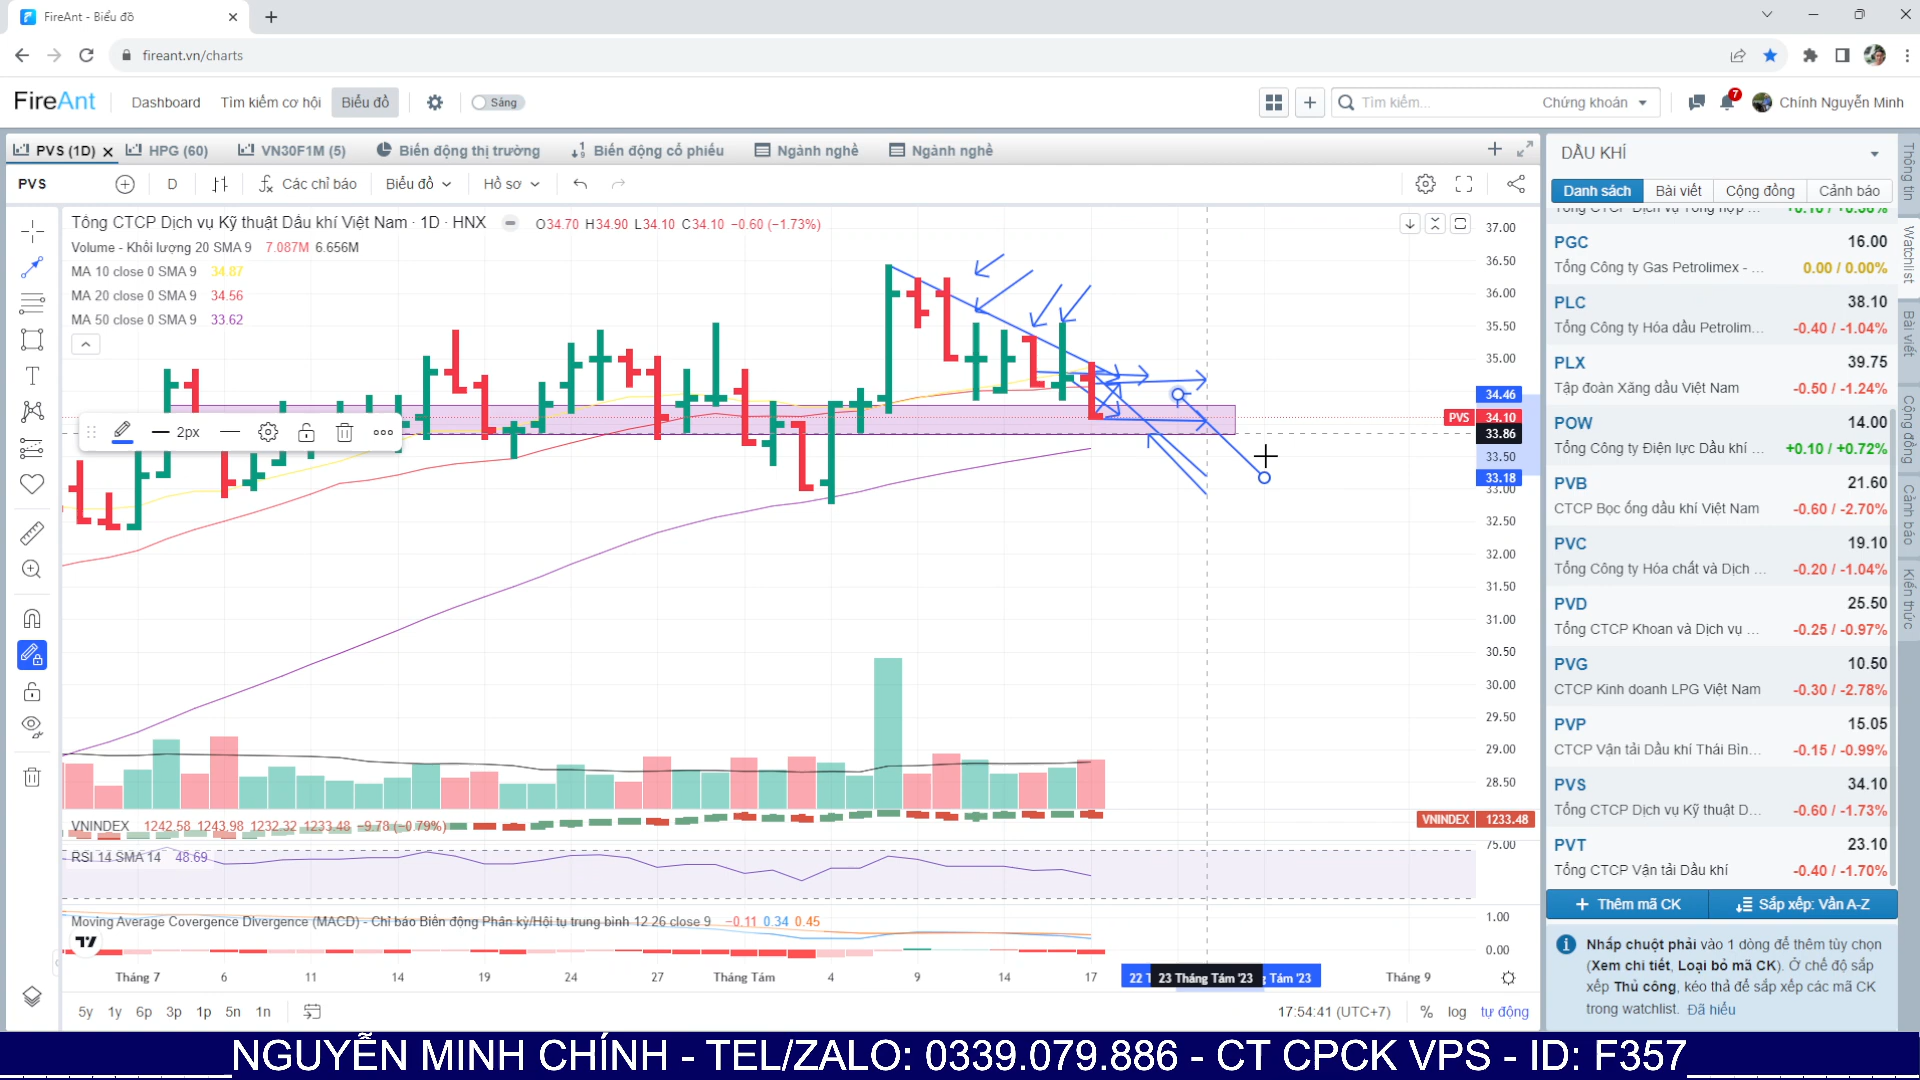 FireAnt - Biểu đồ
fireant.vn/charts
FireAnt Dashboard Tìm kiếm cơ hội Biểu đồ Sáng Tìm kiếm... Chứng khoán 7 Chính Nguyễn Minh
PVS (1D) HPG (60) VN30F1M (5) Biến động thị trường Biến động cổ phiếu Ngành nghề Ngành nghề
PVS D Các chỉ báo Biểu đồ Hồ sơ
Tổng CTCP Dịch vụ Kỹ thuật Dầu khí Việt Nam · 1D · HNX O34.70 H34.90 L34.10 C34.10 −0.60 (−1.73%)
Volume - Khối lượng 20 SMA 9 7.087M 6.656M
MA 10 close 0 SMA 9 34.87
MA 20 close 0 SMA 9 34.56
MA 50 close 0 SMA 9 33.62
2px
37.00
36.50
36.00
35.50
35.00
34.46
PVS 34.10
33.86
33.50
33.18
33.00
32.50
32.00
31.50
31.00
30.50
30.00
29.50
29.00
28.50
VNINDEX 1242.58 1243.98 1232.32 1233.48 −9.78 (−0.79%)
VNINDEX 1233.48
RSI 14 SMA 14 48.69
75.00
Moving Average Covergence Divergence (MACD) - Chỉ báo Biến động Phân kỳ/Hội tụ trung bình 12 26 close 9 −0.11 0.34 0.45
1.00
0.00
Tháng 7 6 11 14 19 24 27 Tháng Tám 4 9 14 17 22 T 23 Tháng Tám '23 Tám '23 Tháng 9
5y 1y 6p 3p 1p 5n 1n 17:54:41 (UTC+7) % log tự động
DẦU KHÍ
Danh sách Bài viết Cộng đồng Cảnh báo
PGC 16.00
Tổng Công ty Gas Petrolimex - ... 0.00 / 0.00%
PLC 38.10
Tổng Công ty Hóa dầu Petrolim... -0.40 / -1.04%
PLX 39.75
Tập đoàn Xăng dầu Việt Nam -0.50 / -1.24%
POW 14.00
Tổng Công ty Điện lực Dầu khí ... +0.10 / +0.72%
PVB 21.60
CTCP Bọc ống dầu khí Việt Nam -0.60 / -2.70%
PVC 19.10
Tổng Công ty Hóa chất và Dịch ... -0.20 / -1.04%
PVD 25.50
Tổng CTCP Khoan và Dịch vụ ... -0.25 / -0.97%
PVG 10.50
CTCP Kinh doanh LPG Việt Nam -0.30 / -2.78%
PVP 15.05
CTCP Vận tải Dầu khí Thái Bìn... -0.15 / -0.99%
PVS 34.10
Tổng CTCP Dịch vụ Kỹ thuật D... -0.60 / -1.73%
PVT 23.10
Tổng CTCP Vận tải Dầu khí -0.40 / -1.70%
Thêm mã CK Sắp xếp: Vần A-Z
Nhấp chuột phải vào 1 dòng để thêm tùy chọn
(Xem chi tiết, Loại bỏ mã CK). Ở chế độ sắp
xếp Thủ công, kéo thả để sắp xếp các mã CK
trong watchlist. Đã hiểu
Thông tin
Watchlist
Bài viết
Cộng đồng
Cảnh báo
Kiến thức
NGUYỄN MINH CHÍNH - TEL/ZALO: 0339.079.886 - CT CPCK VPS - ID: F357